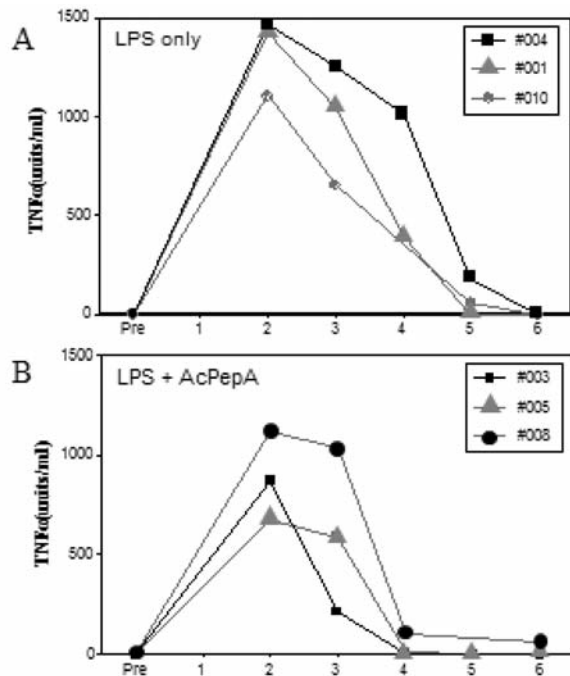 A
LPS only
#004
#001
#010
TNFα(units/ml)
1500
1000
500
0
Pre 1 2 3 4 5 6
B
LPS + AcPepA
#003
#005
#008
TNFα(units/ml)
1500
1000
500
0
Pre 1 2 3 4 5 6